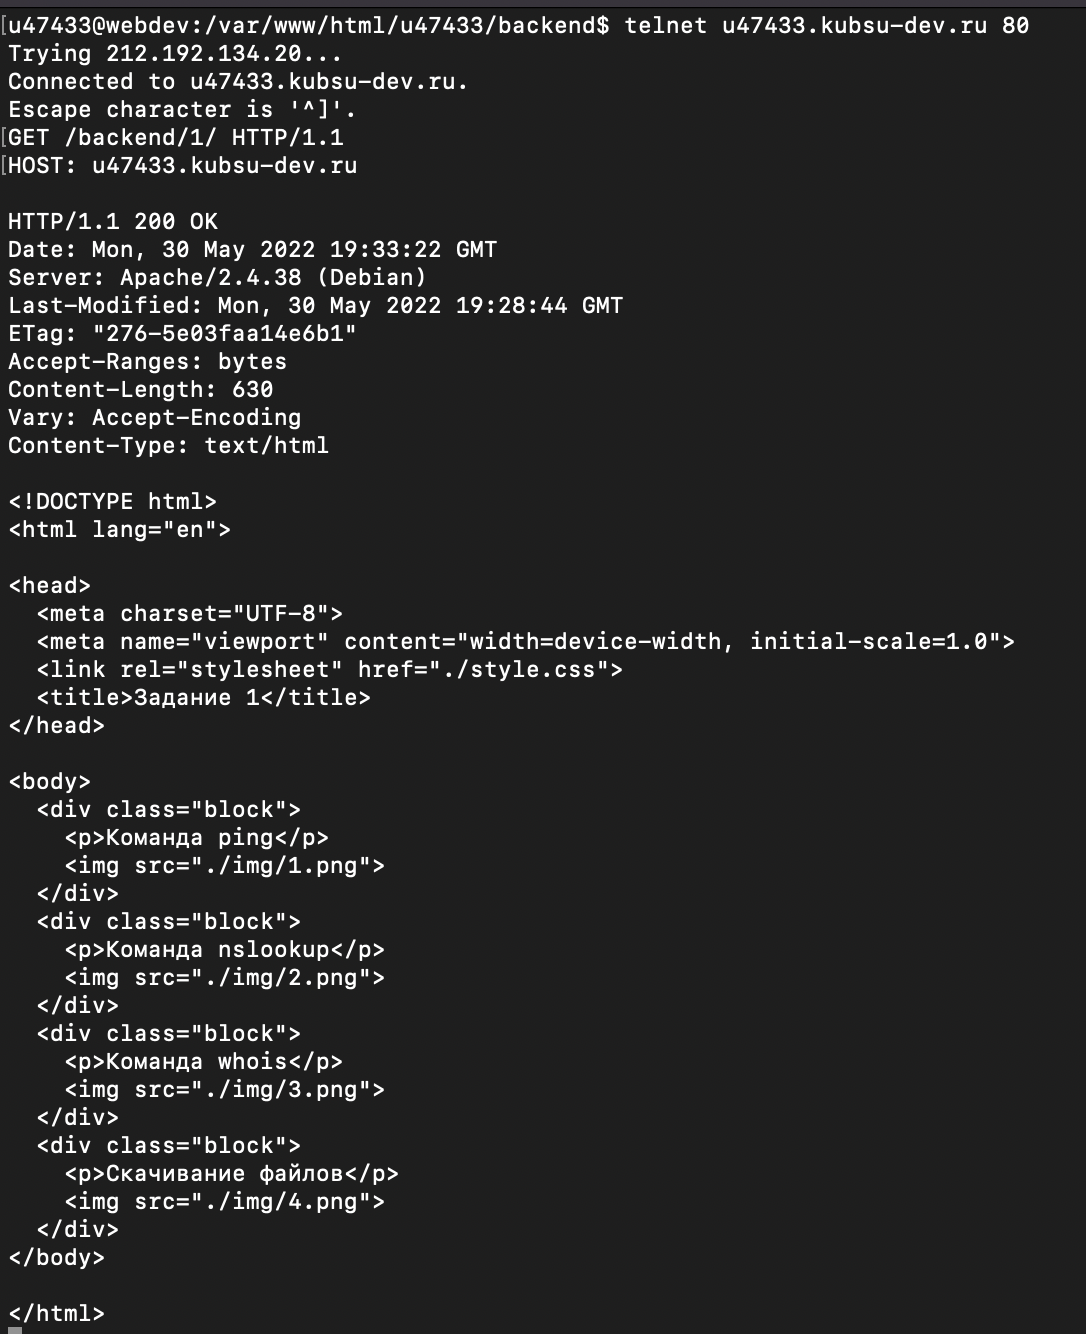 [u47433@webdev:/var/www/html/u47433/backend$ telnet u47433.kubsu-dev.ru 80
Trying 212.192.134.20...
Connected to u47433.kubsu-dev.ru.
Escape character is '^]'.
[GET /backend/1/ HTTP/1.1
[HOST: u47433.kubsu-dev.ru

HTTP/1.1 200 OK
Date: Mon, 30 May 2022 19:33:22 GMT
Server: Apache/2.4.38 (Debian)
Last-Modified: Mon, 30 May 2022 19:28:44 GMT
ETag: "276-5e03faa14e6b1"
Accept-Ranges: bytes
Content-Length: 630
Vary: Accept-Encoding
Content-Type: text/html

<!DOCTYPE html>
<html lang="en">

<head>
  <meta charset="UTF-8">
  <meta name="viewport" content="width=device-width, initial-scale=1.0">
  <link rel="stylesheet" href="./style.css">
  <title>Задание 1</title>
</head>

<body>
  <div class="block">
    <p>Команда ping</p>
    <img src="./img/1.png">
  </div>
  <div class="block">
    <p>Команда nslookup</p>
    <img src="./img/2.png">
  </div>
  <div class="block">
    <p>Команда whois</p>
    <img src="./img/3.png">
  </div>
  <div class="block">
    <p>Скачивание файлов</p>
    <img src="./img/4.png">
  </div>
</body>

</html>